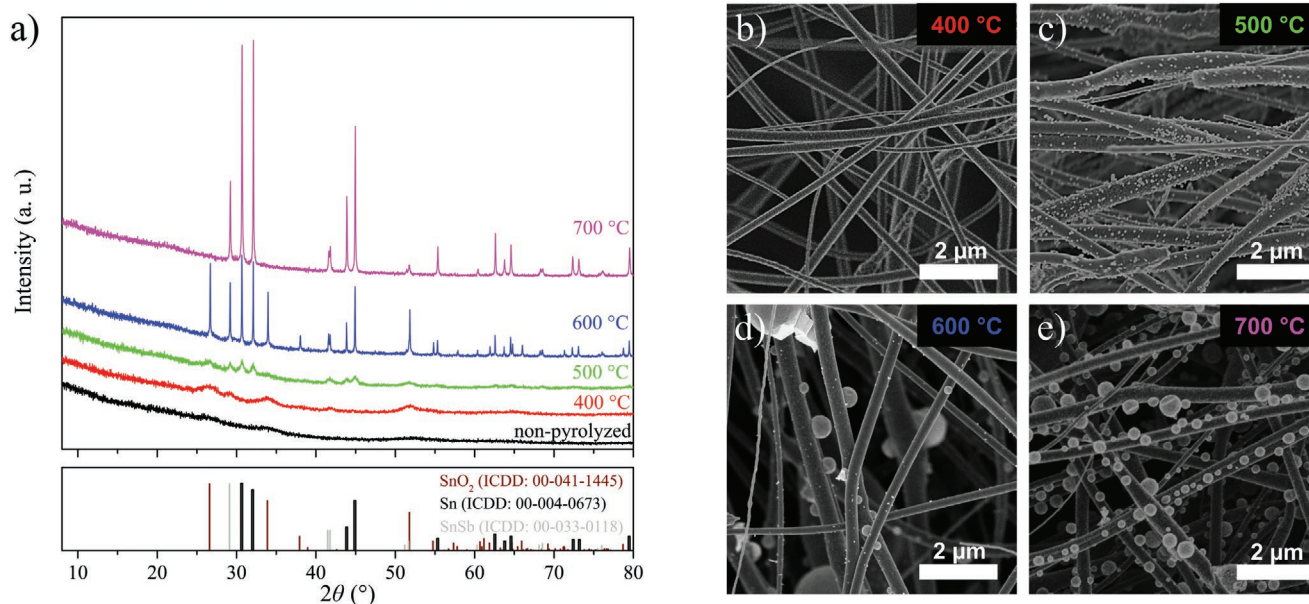 a)
Intensity (a. u.)
700 °C
600 °C
500 °C
400 °C
non-pyrolyzed
SnO₂ (ICDD: 00-041-1445)
Sn (ICDD: 00-004-0673)
SnSb (ICDD: 00-033-0118)
10 20 30 40 50 60 70 80
2θ (°)
b)
400 °C
2 µm
c)
500 °C
2 µm
d)
600 °C
2 µm
e)
700 °C
2 µm